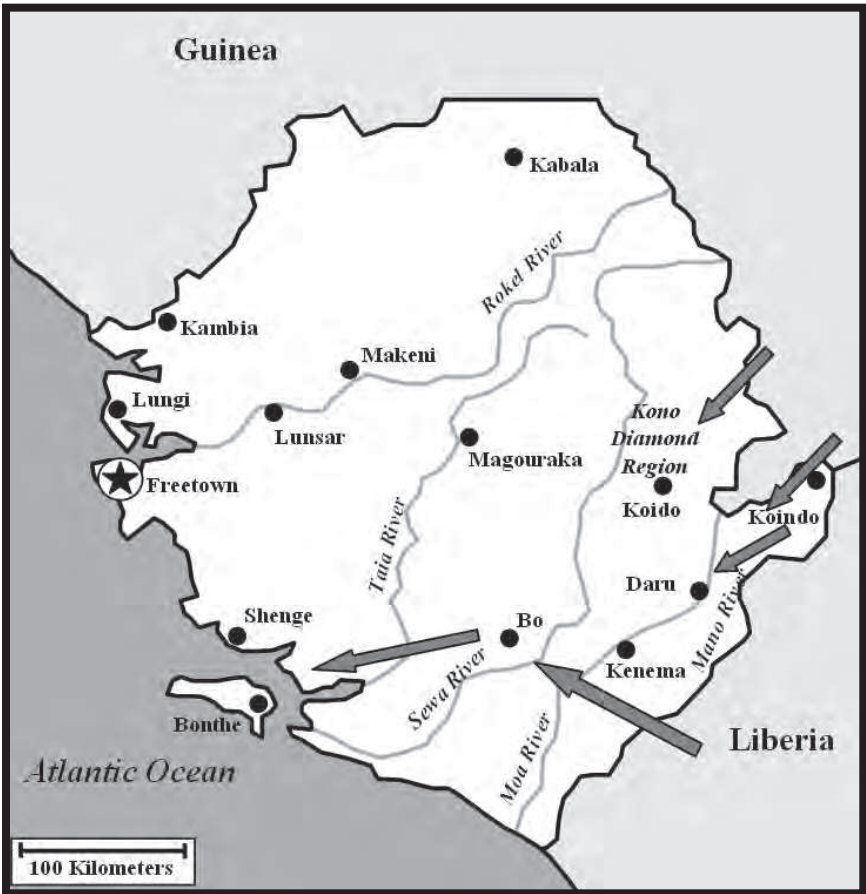 Guinea
Kabala
Rokel River
Kambia
Makeni
Lungi
Lunsar
Kono
Diamond
Region
Magouraka
Freetown
Koido
Koindo
Taia River
Daru
Mano River
Shenge
Bo
Kenema
Sewa River
Bonthe
Moa River
Liberia
Atlantic Ocean
100 Kilometers